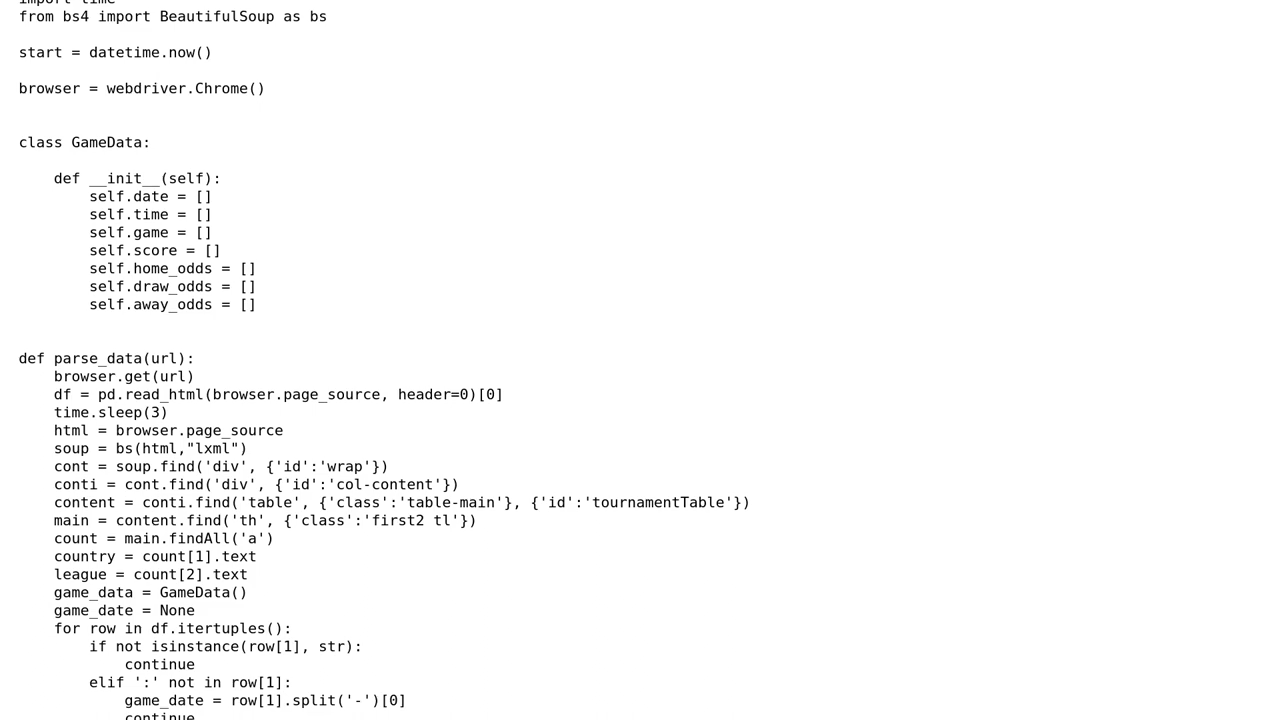 import time
from bs4 import BeautifulSoup as bs
start = datetime.now()
browser = webdriver.Chrome()
class GameData:
    def __init__(self):
        self.date = []
        self.time = []
        self.game = []
        self.score = []
        self.home_odds = []
        self.draw_odds = []
        self.away_odds = []
def parse_data(url):
    browser.get(url)
    df = pd.read_html(browser.page_source, header=0)[0]
    time.sleep(3)
    html = browser.page_source
    soup = bs(html,"lxml")
    cont = soup.find('div', {'id':'wrap'})
    conti = cont.find('div', {'id':'col-content'})
    content = conti.find('table', {'class':'table-main'}, {'id':'tournamentTable'})
    main = content.find('th', {'class':'first2 tl'})
    count = main.findAll('a')
    country = count[1].text
    league = count[2].text
    game_data = GameData()
    game_date = None
    for row in df.itertuples():
        if not isinstance(row[1], str):
            continue
        elif ':' not in row[1]:
            game_date = row[1].split('-')[0]
            continue